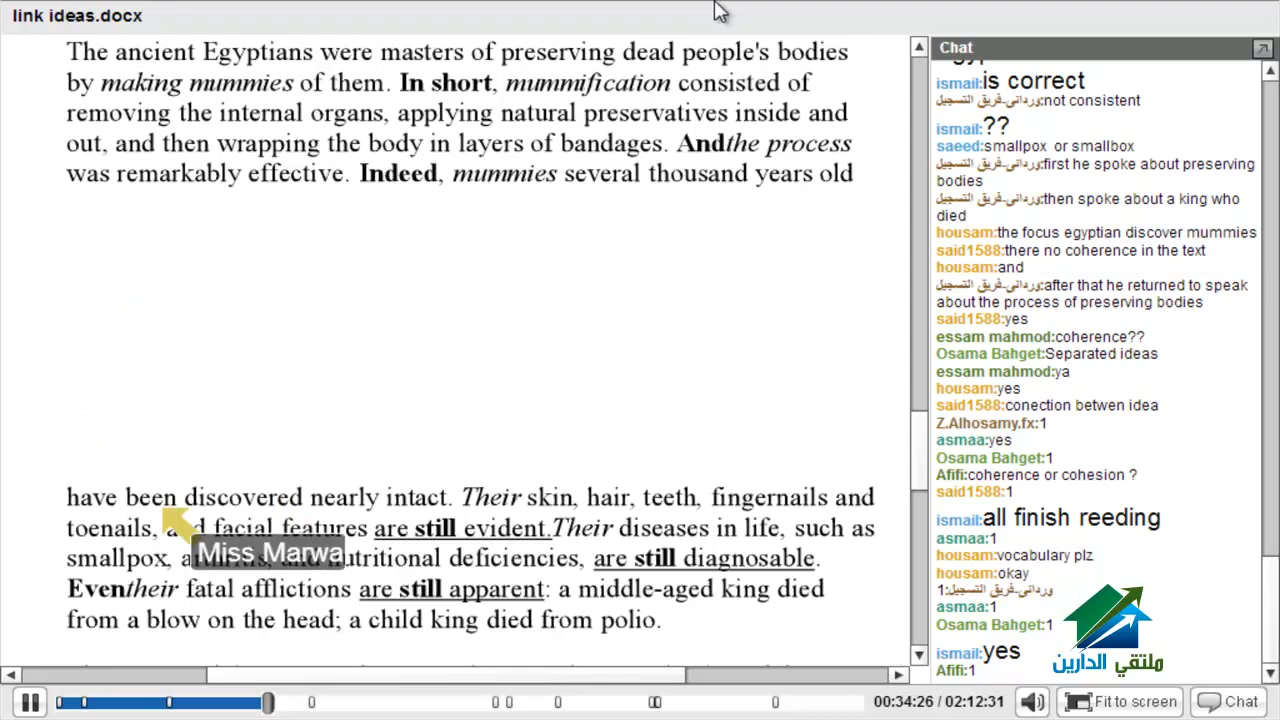 link ideas.docx
The ancient Egyptians were masters of preserving dead people's bodies
by making mummies of them. In short, mummification consisted of
removing the internal organs, applying natural preservatives inside and
out, and then wrapping the body in layers of bandages. Andthe process
was remarkably effective. Indeed, mummies several thousand years old
have been discovered nearly intact. Their skin, hair, teeth, fingernails and
toenails, and facial features are still evident.Their diseases in life, such as
Miss Marwa
smallpox, arthritis, and nutritional deficiencies, are still diagnosable.
Eventheir fatal afflictions are still apparent: a middle-aged king died
from a blow on the head; a child king died from polio.
Chat
ismail:is correct
وردانى-فريق التسجيل:not consistent
ismail:??
saeed:smallpox or smallbox
وردانى-فريق التسجيل:first he spoke about preserving
bodies
وردانى-فريق التسجيل:then spoke about a king who
died
housam:the focus egyptian discover mummies
said1588:there no coherence in the text
housam:and
وردانى-فريق التسجيل:after that he returned to speak
about the process of preserving bodies
said1588:yes
essam mahmod:coherence??
Osama Bahget:Separated ideas
essam mahmod:ya
housam:yes
said1588:conection betwen idea
Z.Alhosamy.fx:1
asmaa:yes
Osama Bahget:1
Afifi:coherence or cohesion ?
said1588:1
ismail:all finish reeding
asmaa:1
housam:vocabulary plz
housam:okay
وردانى-فريق التسجيل:1
asmaa:1
Osama Bahget:1
ismail:yes
Afifi:1
ملتقي الدارين
00:34:26 / 02:12:31
Fit to screen
Chat